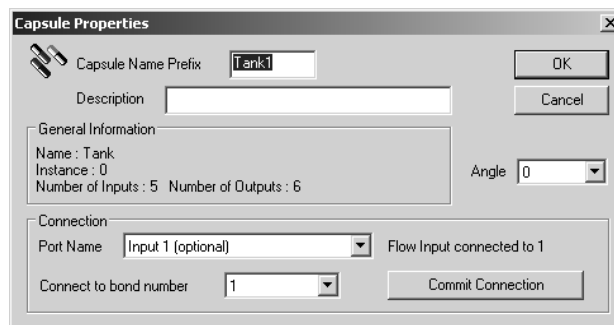 Capsule Properties
Capsule Name Prefix Tank1 OK
Description Cancel
General Information
Name : Tank
Instance : 0
Number of Inputs : 5 Number of Outputs : 6
Angle 0
Connection
Port Name Input 1 (optional) Flow Input connected to 1
Connect to bond number 1 Commit Connection